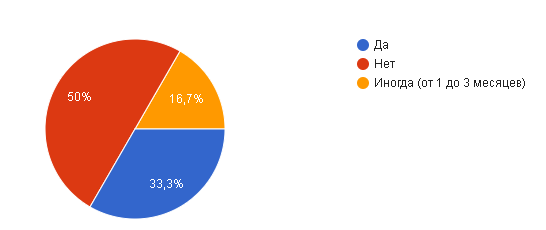 Да
Нет
Иногда (от 1 до 3 месяцев)
50%
16,7%
33,3%